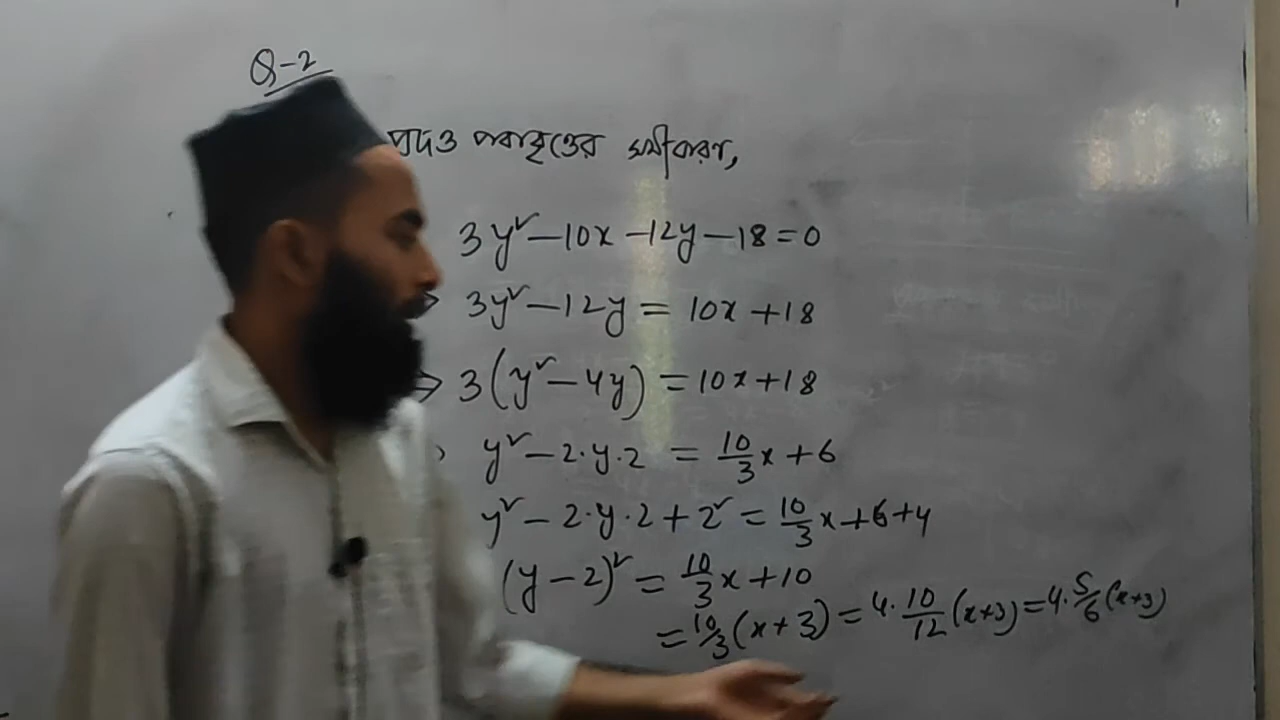 Q-2
প্রদত্ত পরাবৃত্তের সমীকরণ,
3y² - 10x - 12y - 18 = 0
⇒ 3y² - 12y = 10x + 18
⇒ 3(y² - 4y) = 10x + 18
y² - 2·y·2 = 10/3 x + 6
y² - 2·y·2 + 2² = 10/3 x + 6 + 4
(y - 2)² = 10/3 x + 10
= 10/3 (x + 3) = 4· 10/12 (x+3) = 4· 5/6 (x+3)